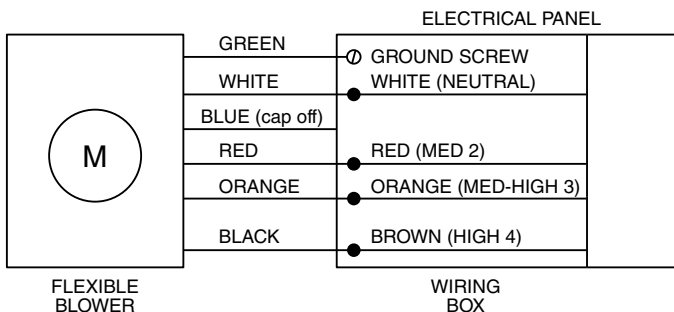 ELECTRICAL PANEL
GREEN
GROUND SCREW
WHITE
WHITE (NEUTRAL)
BLUE (cap off)
M
RED
RED (MED 2)
ORANGE
ORANGE (MED-HIGH 3)
BLACK
BROWN (HIGH 4)
FLEXIBLE
BLOWER
WIRING
BOX